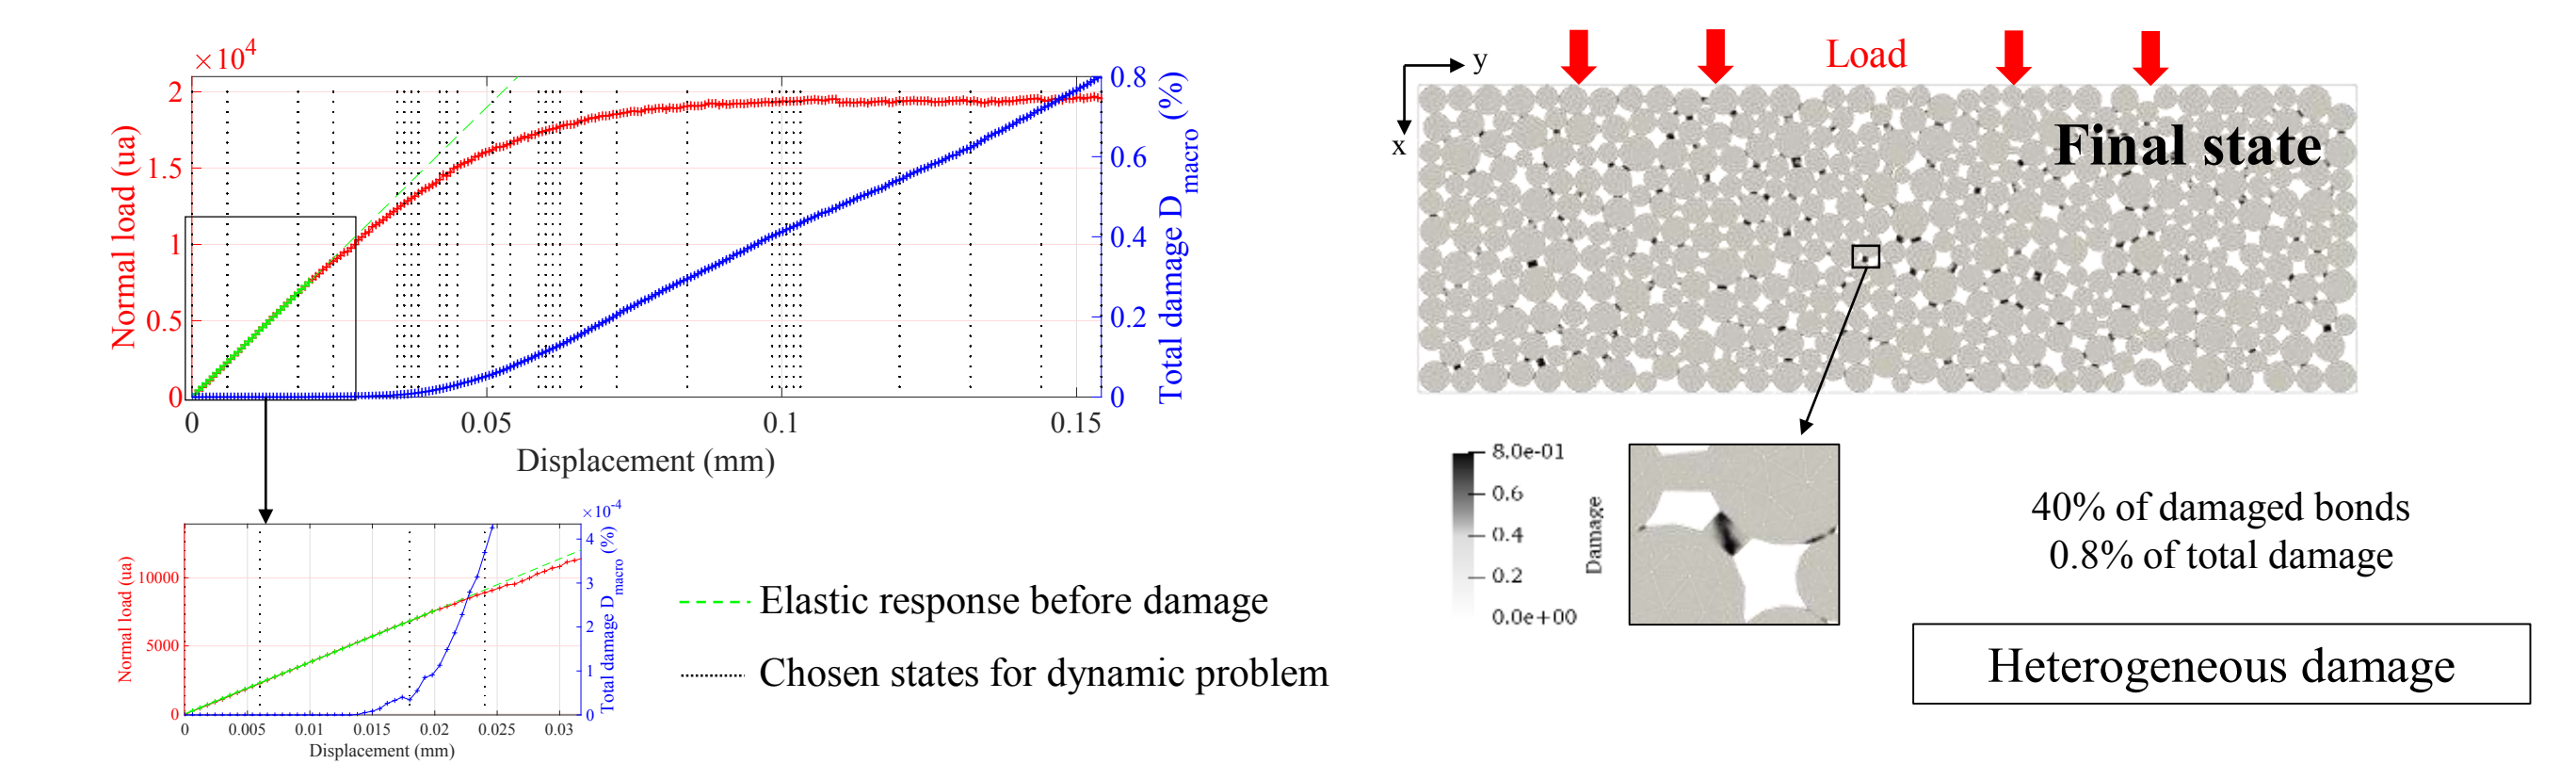 ×10⁴
2
1.5
1
0.5
0
Normal load (ua)
0.8
0.6
0.4
0.2
0
Total damage D_macro (%)
0
0.05
0.1
0.15
Displacement (mm)
×10⁻⁴
10000
5000
0
Normal load (ua)
4
3
2
1
0
Total damage D_macro (%)
0
0.005
0.01
0.015
0.02
0.025
0.03
Displacement (mm)
Elastic response before damage
Chosen states for dynamic problem
y
x
Load
Final state
8.0e-01
0.6
0.4
0.2
0.0e+00
Damage
40% of damaged bonds
0.8% of total damage
Heterogeneous damage